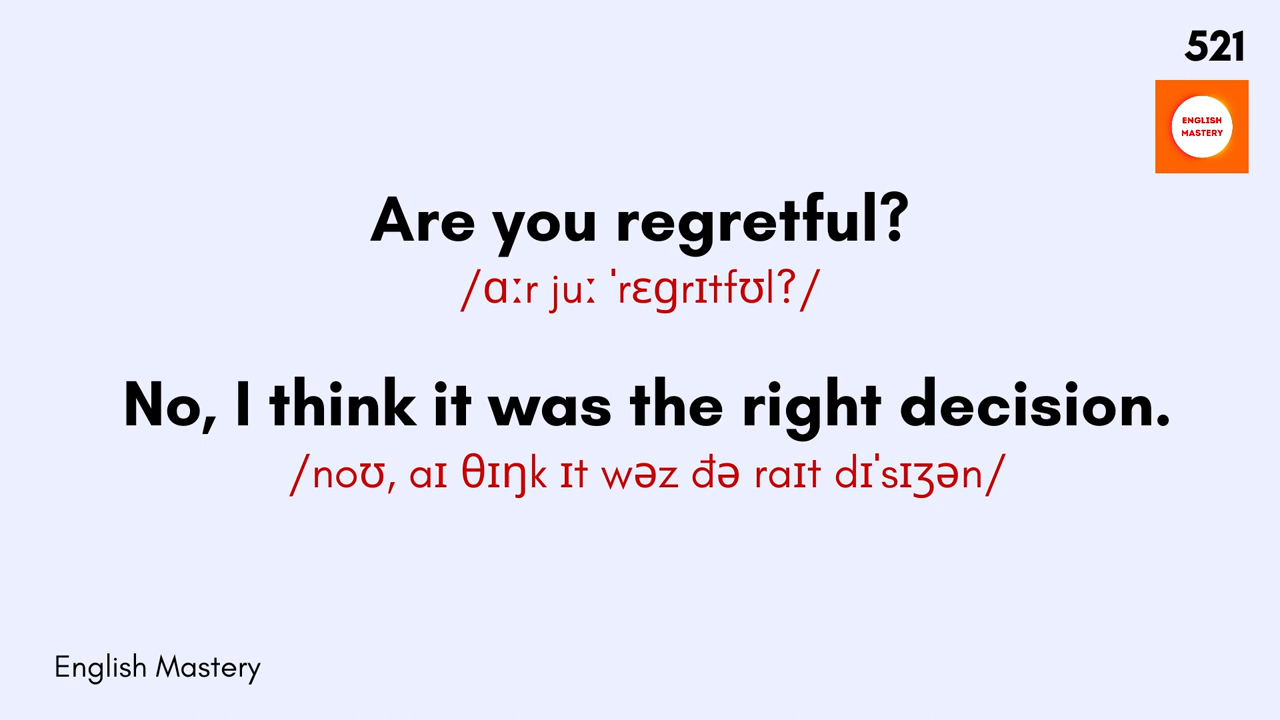 521
ENGLISH
MASTERY
Are you regretful?
/ɑːr juː ˈrɛɡrɪtfʊl?/
No, I think it was the right decision.
/noʊ, aɪ θɪŋk ɪt wəz đə raɪt dɪˈsɪʒən/
English Mastery